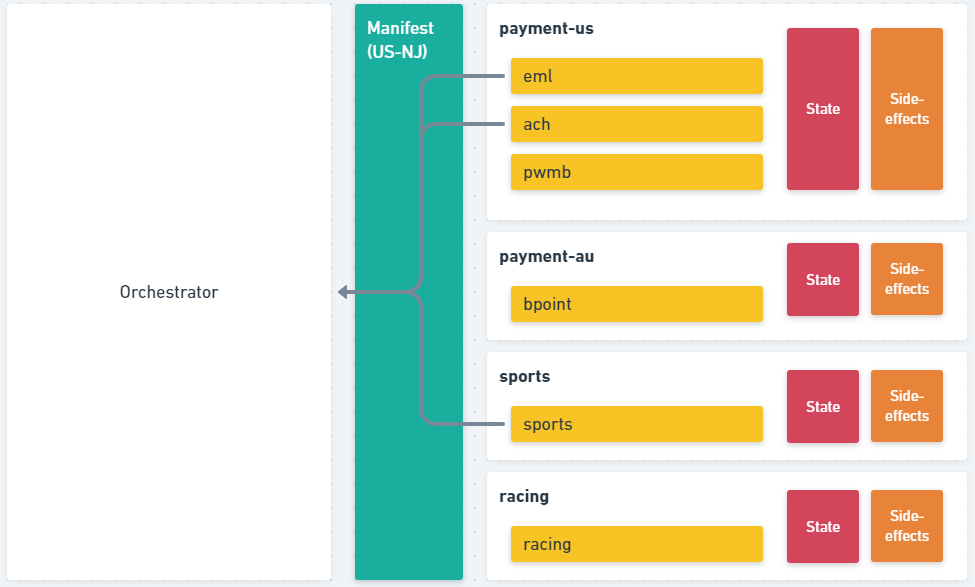 Orchestrator
Manifest
(US-NJ)
payment-us
eml
ach
pwmb
State
Side-
effects
payment-au
bpoint
State
Side-
effects
sports
sports
State
Side-
effects
racing
racing
State
Side-
effects